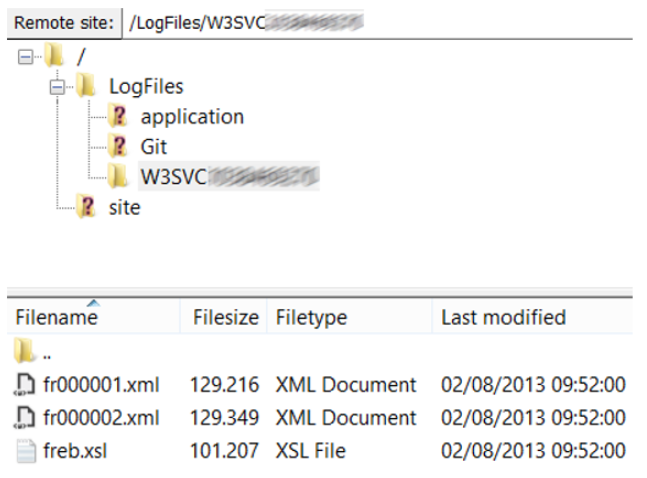 Remote site: /LogFiles/W3SVC
/
LogFiles
application
Git
W3SVC
site
Filename Filesize Filetype Last modified
..
fr000001.xml 129.216 XML Document 02/08/2013 09:52:00
fr000002.xml 129.349 XML Document 02/08/2013 09:52:00
freb.xsl 101.207 XSL File 02/08/2013 09:52:00